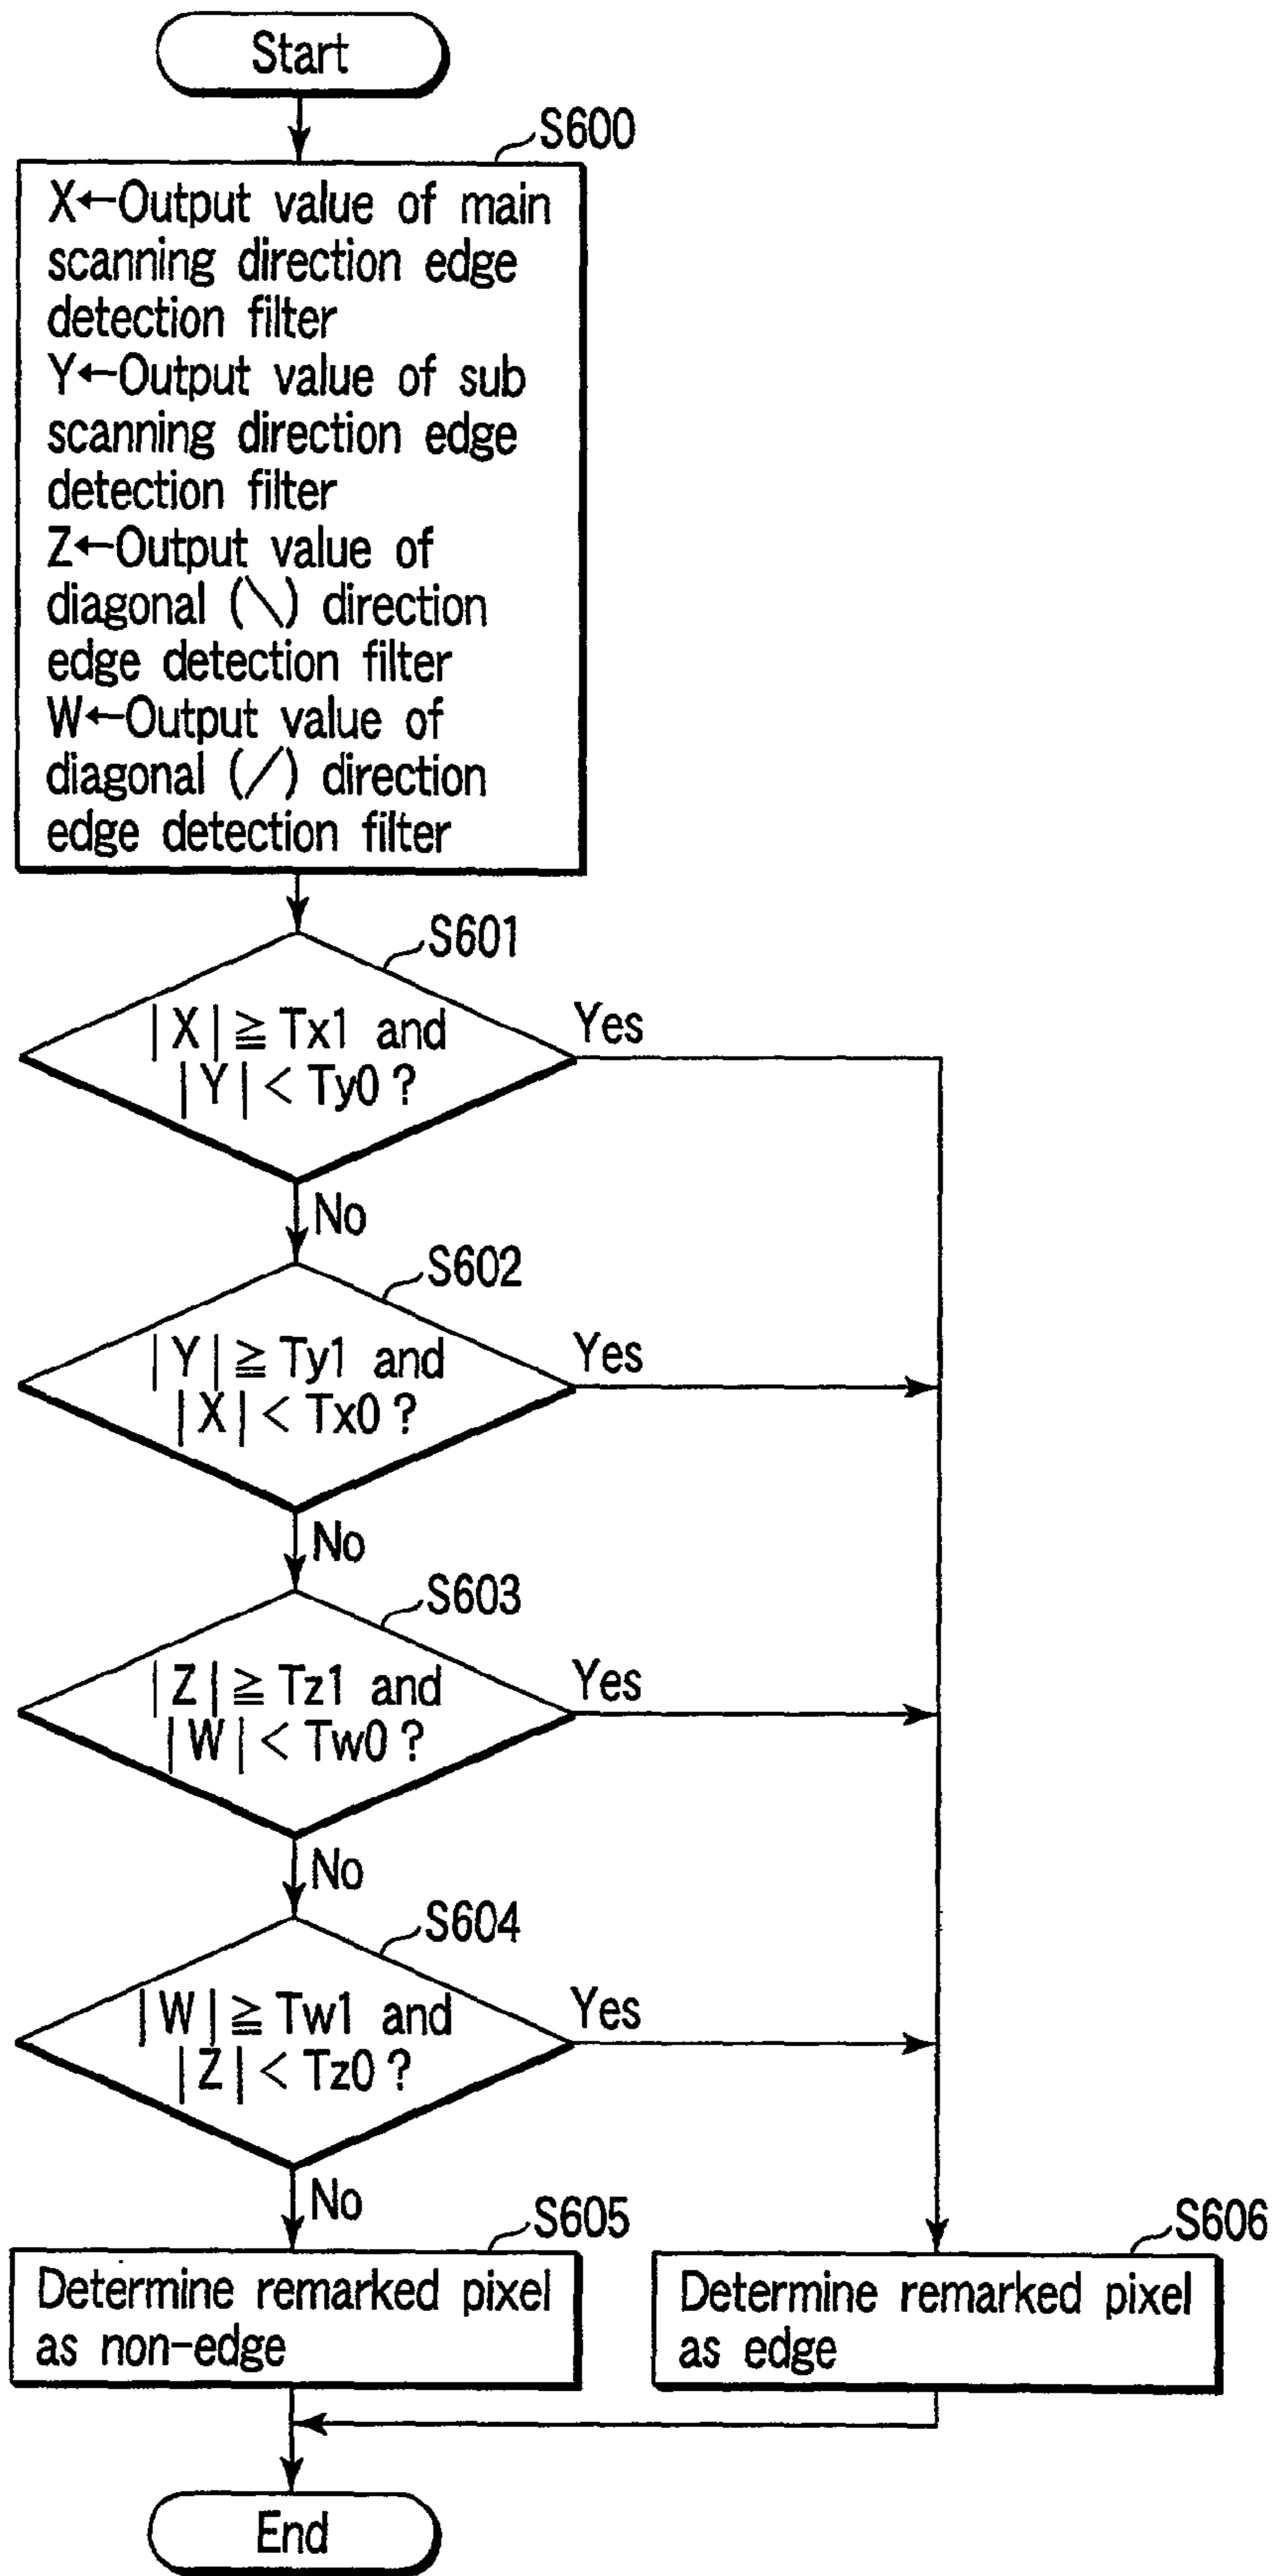 Start
S600
X←Output value of main
scanning direction edge
detection filter
Y←Output value of sub
scanning direction edge
detection filter
Z←Output value of
diagonal (\) direction
edge detection filter
W←Output value of
diagonal (/) direction
edge detection filter
S601
|X| ≧ Tx1 and
|Y| < Ty0 ?
Yes
No
S602
|Y| ≧ Ty1 and
|X| < Tx0 ?
Yes
No
S603
|Z| ≧ Tz1 and
|W| < Tw0 ?
Yes
No
S604
|W| ≧ Tw1 and
|Z| < Tz0 ?
Yes
No
S605
Determine remarked pixel
as non-edge
S606
Determine remarked pixel
as edge
End